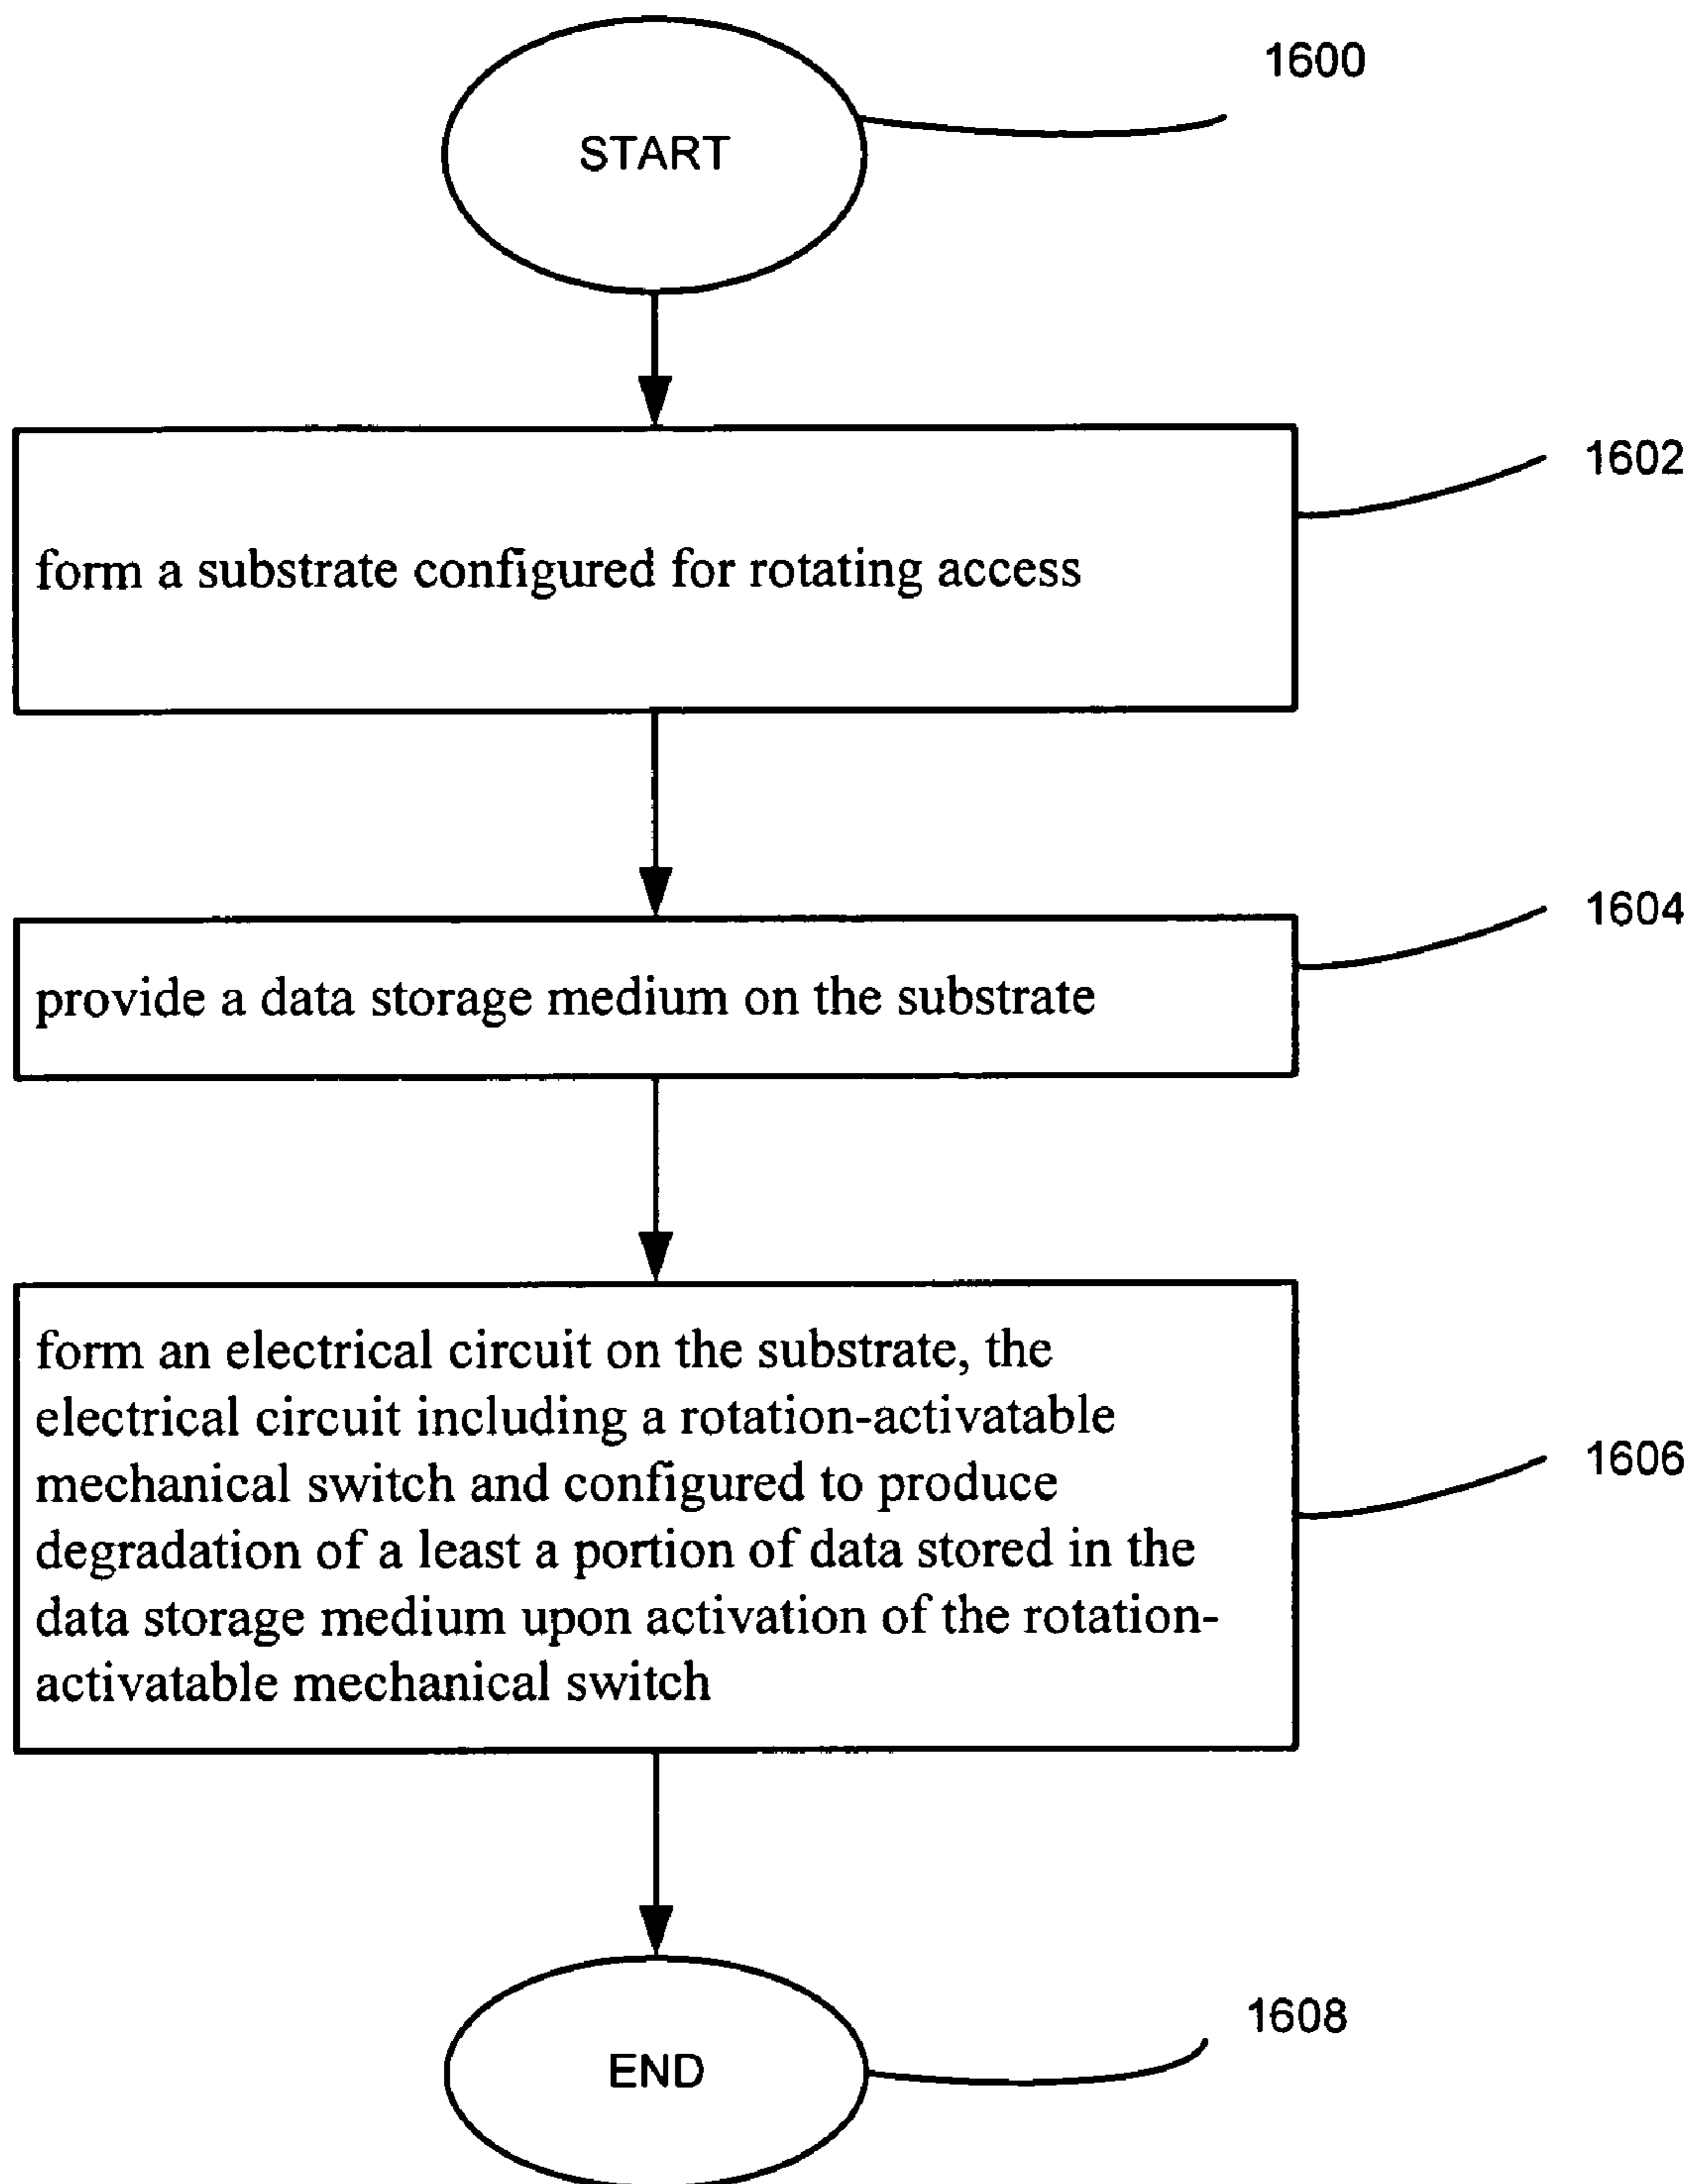 1600
START
1602
form a substrate configured for rotating access
1604
provide a data storage medium on the substrate
form an electrical circuit on the substrate, the
electrical circuit including a rotation-activatable
mechanical switch and configured to produce
1606
degradation of a least a portion of data stored in the
data storage medium upon activation of the rotation-
activatable mechanical switch
1608
END